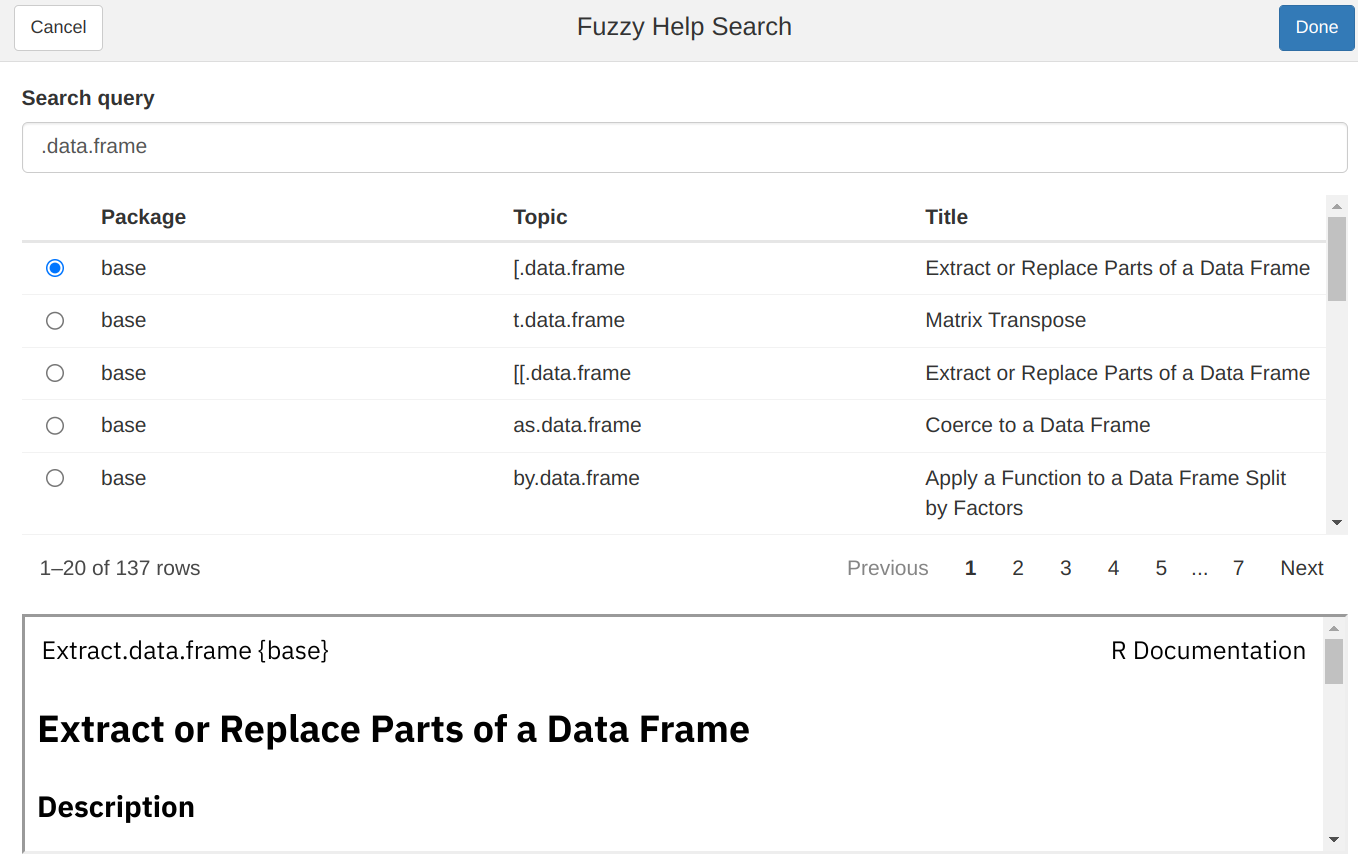 Cancel Fuzzy Help Search Done
Search query
.data.frame
Package Topic Title
base [.data.frame Extract or Replace Parts of a Data Frame
base t.data.frame Matrix Transpose
base [[.data.frame Extract or Replace Parts of a Data Frame
base as.data.frame Coerce to a Data Frame
base by.data.frame Apply a Function to a Data Frame Split
by Factors
1–20 of 137 rows Previous 1 2 3 4 5 ... 7 Next
Extract.data.frame {base} R Documentation
Extract or Replace Parts of a Data Frame
Description